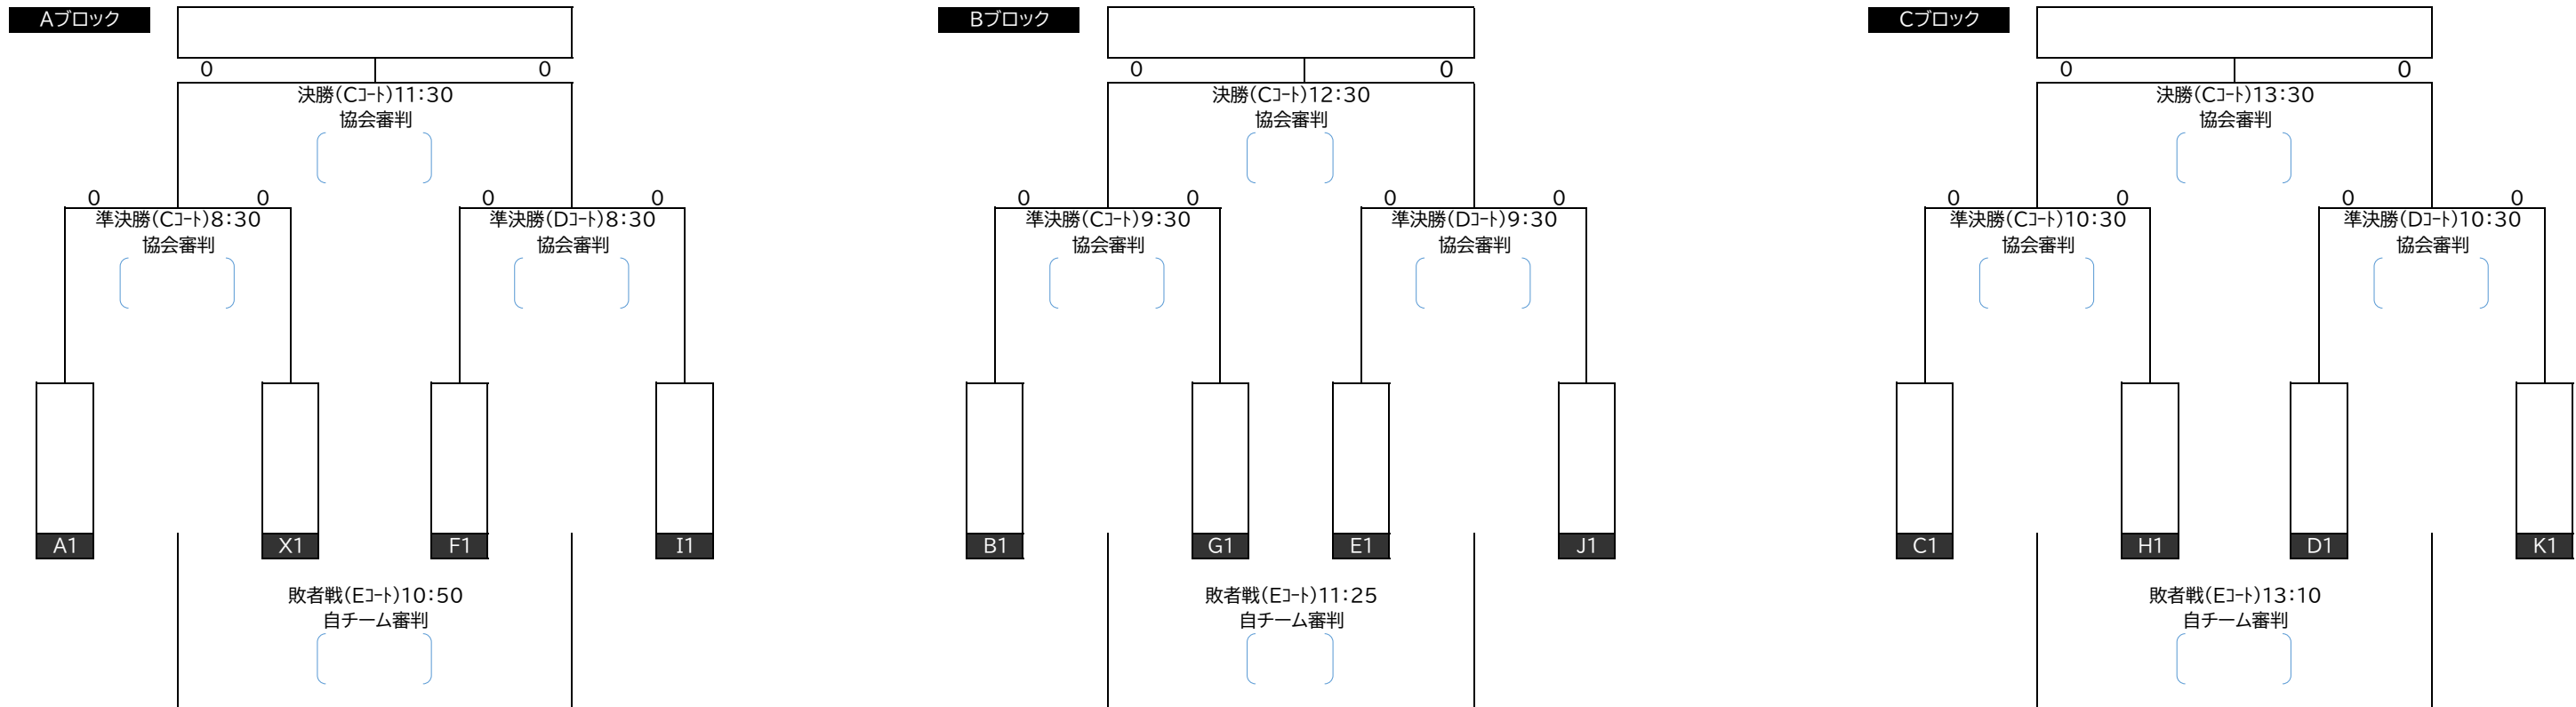 Aブロック
0 0
決勝(Cｺｰﾄ)11:30
協会審判
0 0 0 0
準決勝(Cｺｰﾄ)8:30
協会審判
準決勝(Dｺｰﾄ)8:30
協会審判
A1 X1 F1 I1
敗者戦(Eｺｰﾄ)10:50
自チーム審判
Bブロック
0 0
決勝(Cｺｰﾄ)12:30
協会審判
0 0 0 0
準決勝(Cｺｰﾄ)9:30
協会審判
準決勝(Dｺｰﾄ)9:30
協会審判
B1 G1 E1 J1
敗者戦(Eｺｰﾄ)11:25
自チーム審判
Cブロック
0 0
決勝(Cｺｰﾄ)13:30
協会審判
0 0 0 0
準決勝(Cｺｰﾄ)10:30
協会審判
準決勝(Dｺｰﾄ)10:30
協会審判
C1 H1 D1 K1
敗者戦(Eｺｰﾄ)13:10
自チーム審判